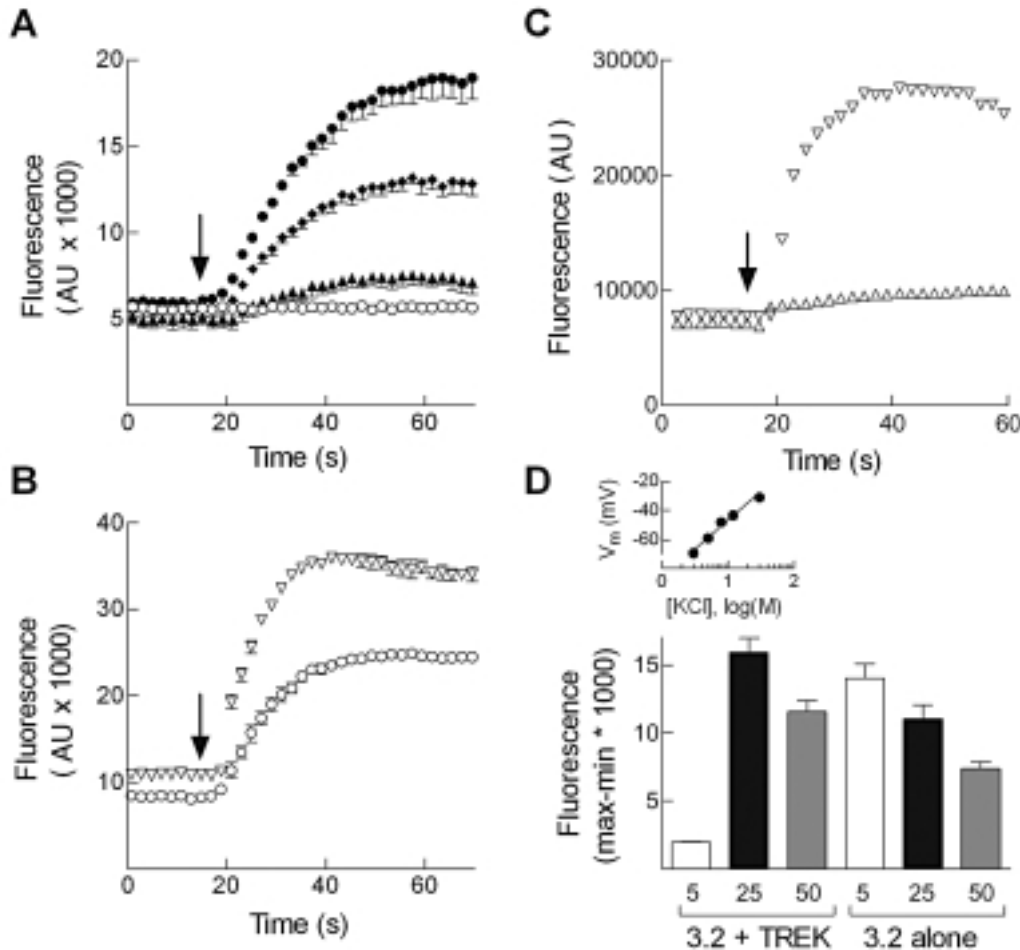 A
20
15
10
5
Fluorescence
( AU x 1000)
0 20 40 60
Time (s)
B
40
30
20
10
Fluorescence
( AU x 1000)
0 20 40 60
Time (s)
C
30000
20000
10000
0
Fluorescence (AU )
20 40 60
Time (s)
D
-20
-40
-60
Vm (mV)
0 1 2
[KCl], log(M)
15
10
5
Fluorescence
(max-min * 1000)
5 25 50 5 25 50
3.2 + TREK 3.2 alone